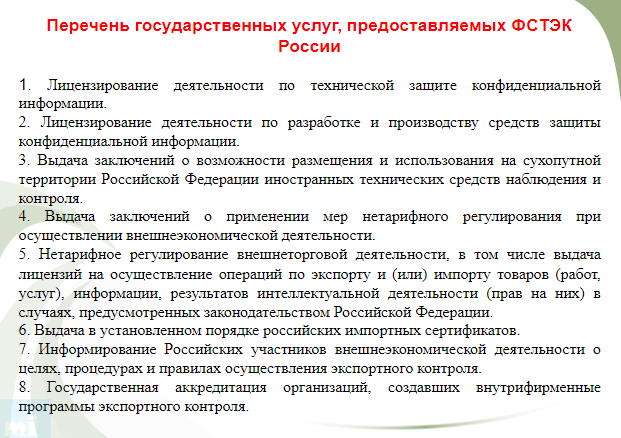 Перечень государственных услуг, предоставляемых ФСТЭК
России
1. Лицензирование деятельности по технической защите конфиденциальной
информации.
2. Лицензирование деятельности по разработке и производству средств защиты
конфиденциальной информации.
3. Выдача заключений о возможности размещения и использования на сухопутной
территории Российской Федерации иностранных технических средств наблюдения и
контроля.
4. Выдача заключений о применении мер нетарифного регулирования при
осуществлении внешнеэкономической деятельности.
5. Нетарифное регулирование внешнеторговой деятельности, в том числе выдача
лицензий на осуществление операций по экспорту и (или) импорту товаров (работ,
услуг), информации, результатов интеллектуальной деятельности (прав на них) в
случаях, предусмотренных законодательством Российской Федерации.
6. Выдача в установленном порядке российских импортных сертификатов.
7. Информирование Российских участников внешнеэкономической деятельности о
целях, процедурах и правилах осуществления экспортного контроля.
8. Государственная аккредитация организаций, создавших внутрифирменные
программы экспортного контроля.